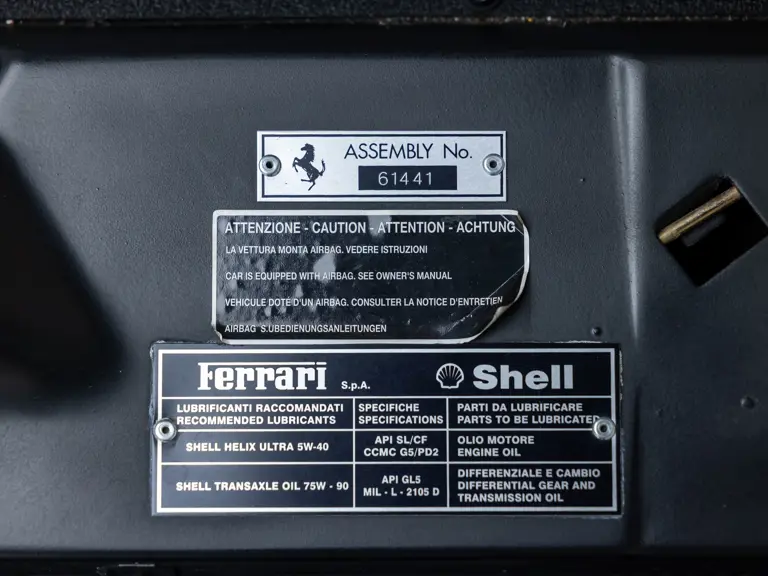 ASSEMBLY No.
61441
ATTENZIONE - CAUTION - ATTENTION - ACHTUNG
LA VETTURA MONTA AIRBAG. VEDERE ISTRUZIONI
CAR IS EQUIPPED WITH AIRBAG. SEE OWNER'S MANUAL
VEHICULE DOTÉ D'UN AIRBAG. CONSULTER LA NOTICE D'ENTRETIEN
AIRBAG S.UBEDIENUNGSANLEITUNGEN
Ferrari S.p.A. Shell
LUBRIFICANTI RACCOMANDATI
RECOMMENDED LUBRICANTS
SPECIFICHE
SPECIFICATIONS
PARTI DA LUBRIFICARE
PARTS TO BE LUBRICATED
SHELL HELIX ULTRA 5W-40
API SL/CF
CCMC G5/PD2
OLIO MOTORE
ENGINE OIL
SHELL TRANSAXLE OIL 75W - 90
API GL5
MIL - L - 2105 D
DIFFERENZIALE E CAMBIO
DIFFERENTIAL GEAR AND
TRANSMISSION OIL